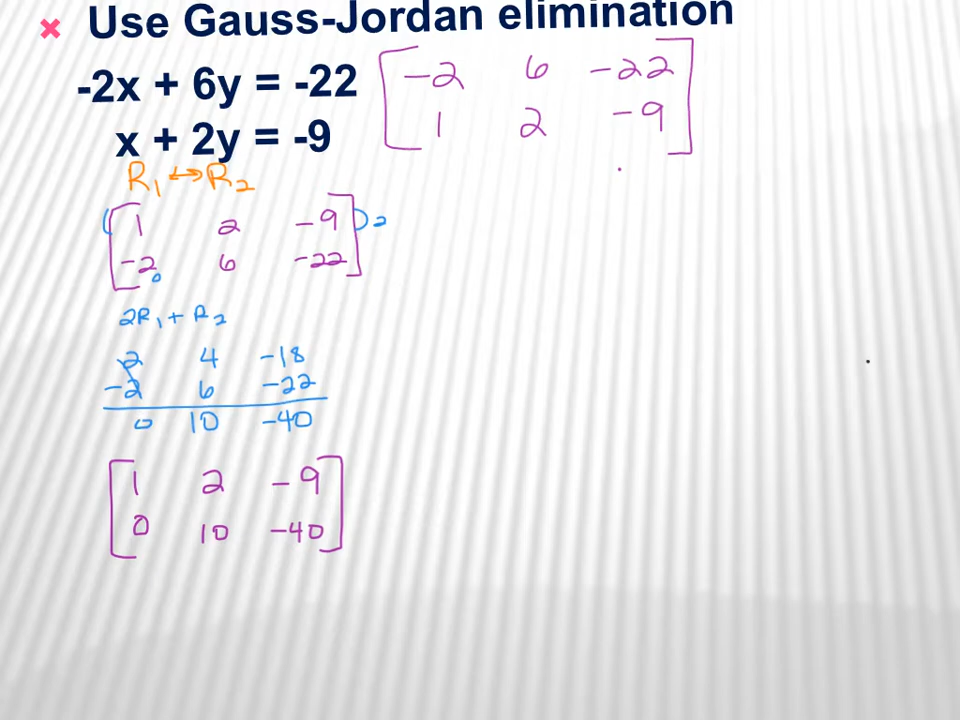 × Use Gauss-Jordan elimination
-2x + 6y = -22
x + 2y = -9
-2 6 -22
1 2 -9
R1 ↔ R2
1 2 -9 2
-2 6 -22
0
2R1 + R2
2 4 -18
-2 6 -22
0 10 -40
1 2 -9
0 10 -40